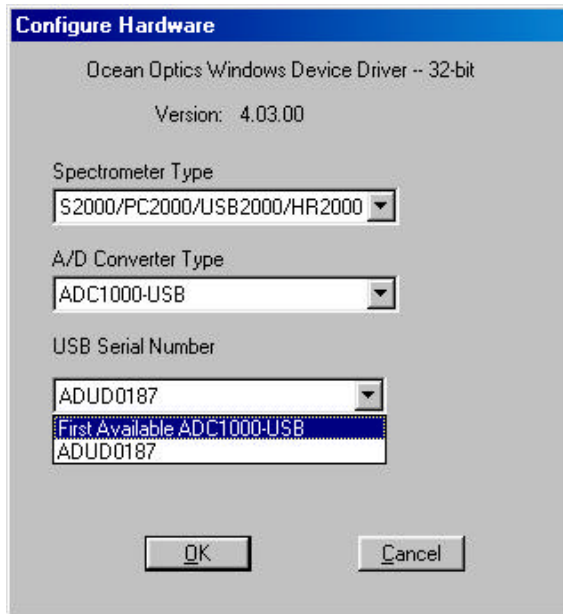 Configure Hardware
Ocean Optics Windows Device Driver -- 32-bit
Version: 4.03.00
Spectrometer Type
S2000/PC2000/USB2000/HR2000
A/D Converter Type
ADC1000-USB
USB Serial Number
ADUD0187
First Available ADC1000-USB
ADUD0187
OK Cancel